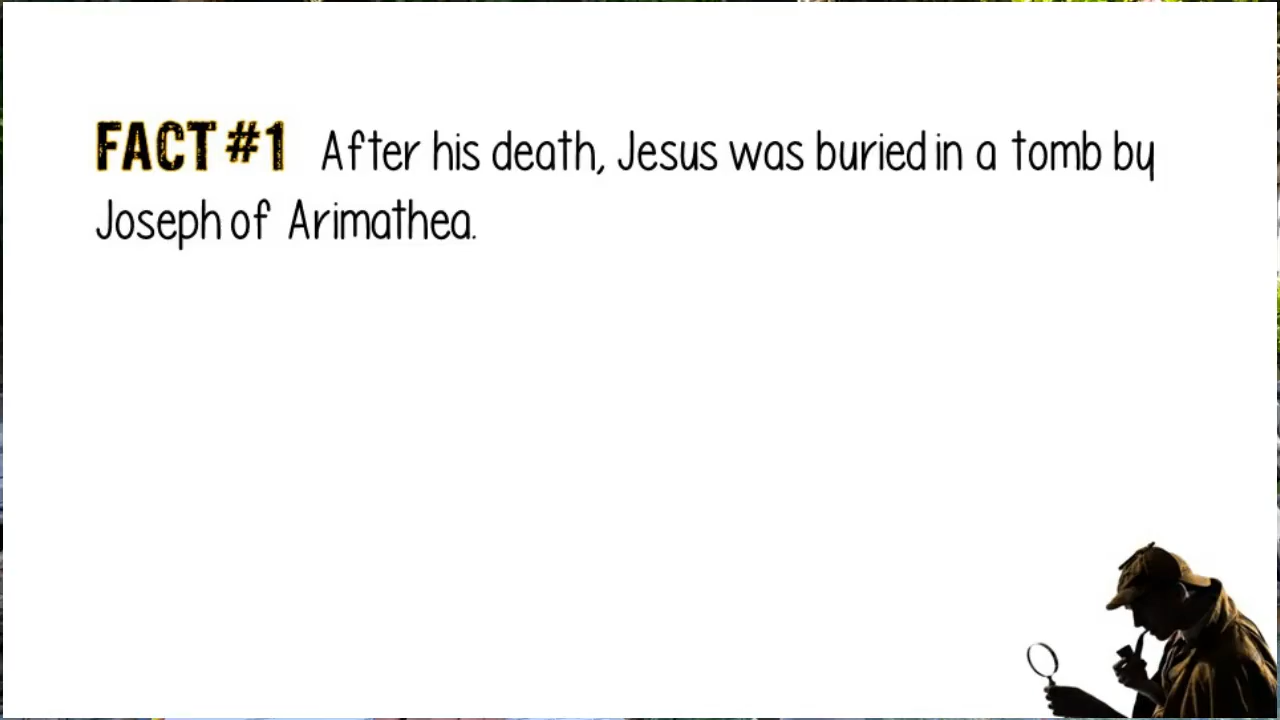 FACT #1 After his death, Jesus was buried in a tomb by
Joseph of Arimathea.